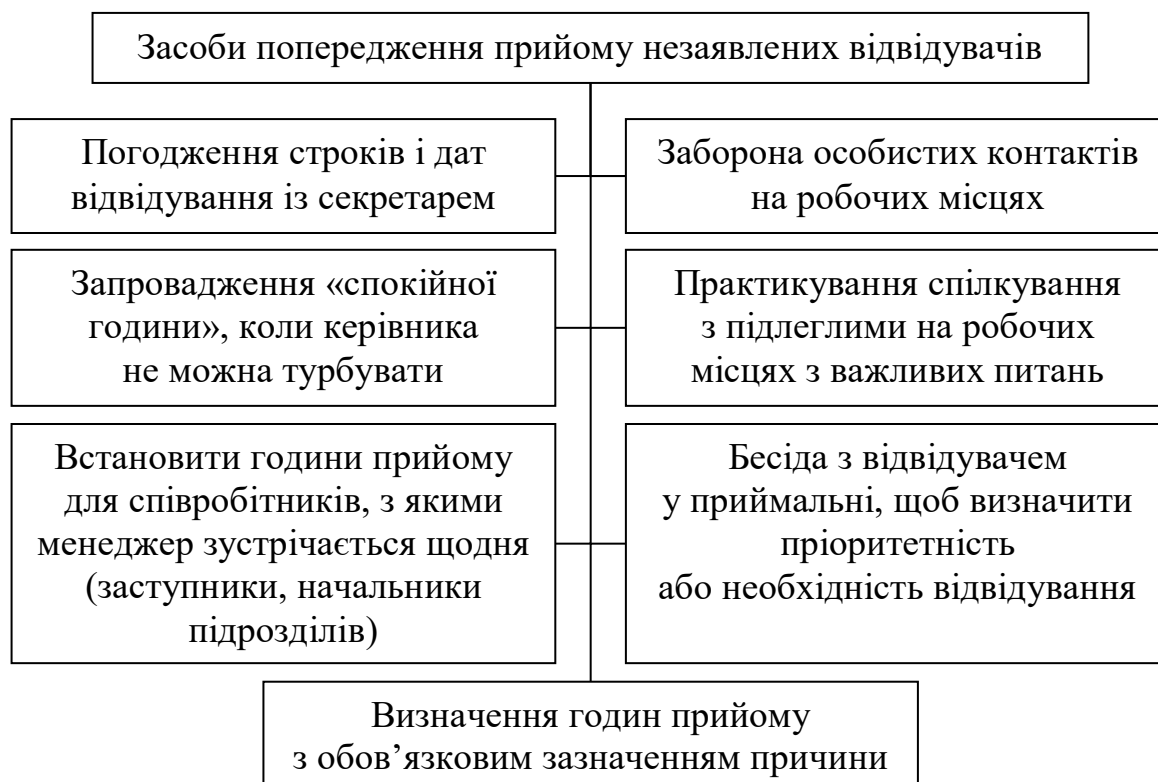 Засоби попередження прийому незаявлених відвідувачів
Погодження строків і дат
відвідування із секретарем
Заборона особистих контактів
на робочих місцях
Запровадження «спокійної
години», коли керівника
не можна турбувати
Практикування спілкування
з підлеглими на робочих
місцях з важливих питань
Встановити години прийому
для співробітників, з якими
менеджер зустрічається щодня
(заступники, начальники
підрозділів)
Бесіда з відвідувачем
у приймальні, щоб визначити
пріоритетність
або необхідність відвідування
Визначення годин прийому
з обов’язковим зазначенням причини